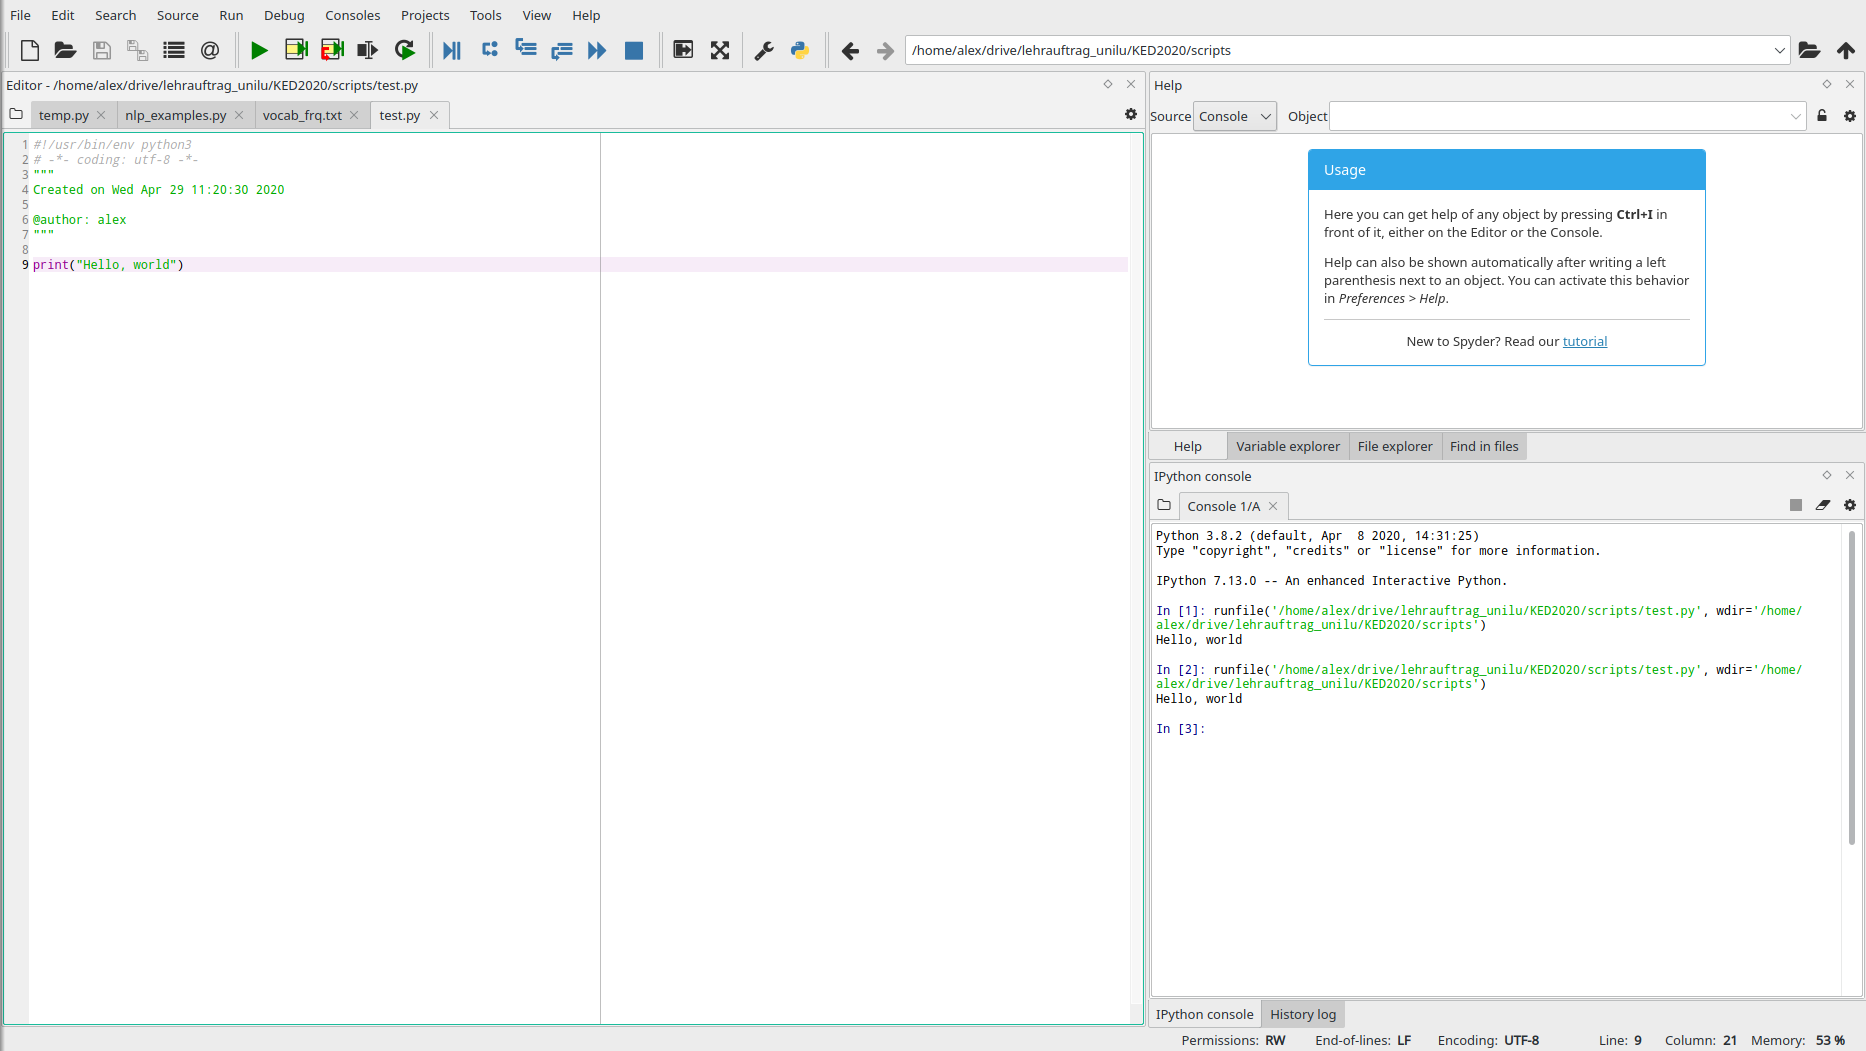 File Edit Search Source Run Debug Consoles Projects Tools View Help
/home/alex/drive/lehrauftrag_unilu/KED2020/scripts
Editor - /home/alex/drive/lehrauftrag_unilu/KED2020/scripts/test.py
temp.py nlp_examples.py vocab_frq.txt test.py
1 #!/usr/bin/env python3
2 # -*- coding: utf-8 -*-
3 """
4 Created on Wed Apr 29 11:20:30 2020
5
6 @author: alex
7 """
8
9 print("Hello, world")
Help
Source Console Object
Usage
Here you can get help of any object by pressing Ctrl+I in
front of it, either on the Editor or the Console.
Help can also be shown automatically after writing a left
parenthesis next to an object. You can activate this behavior
in Preferences > Help.
New to Spyder? Read our tutorial
Help Variable explorer File explorer Find in files
IPython console
Console 1/A
Python 3.8.2 (default, Apr  8 2020, 14:31:25)
Type "copyright", "credits" or "license" for more information.
IPython 7.13.0 -- An enhanced Interactive Python.
In [1]: runfile('/home/alex/drive/lehrauftrag_unilu/KED2020/scripts/test.py', wdir='/home/
alex/drive/lehrauftrag_unilu/KED2020/scripts')
Hello, world
In [2]: runfile('/home/alex/drive/lehrauftrag_unilu/KED2020/scripts/test.py', wdir='/home/
alex/drive/lehrauftrag_unilu/KED2020/scripts')
Hello, world
In [3]:
IPython console History log
Permissions: RW End-of-lines: LF Encoding: UTF-8 Line: 9 Column: 21 Memory: 53 %